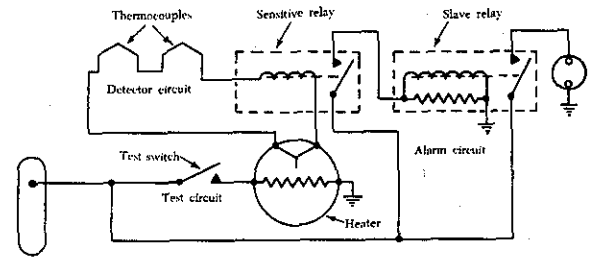 Thermocouples
Sensitive relay
Slave relay
Detector circuit
Test switch
Alarm circuit
Test circuit
Heater